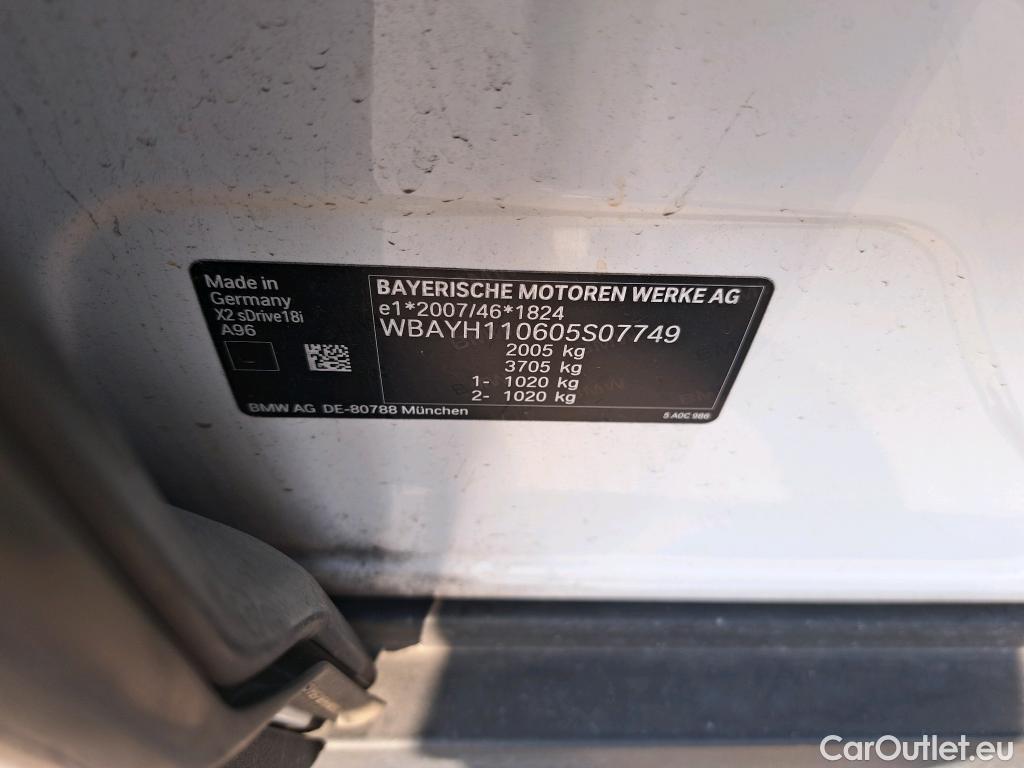 Made in
Germany
X2 sDrive18i
A96
BAYERISCHE MOTOREN WERKE AG
e1*2007/46*1824
WBAYH110605S07749
2005 kg
3705 kg
1- 1020 kg
2- 1020 kg
BMW AG DE-80788 München
5 A0C 986
CarOutlet.eu